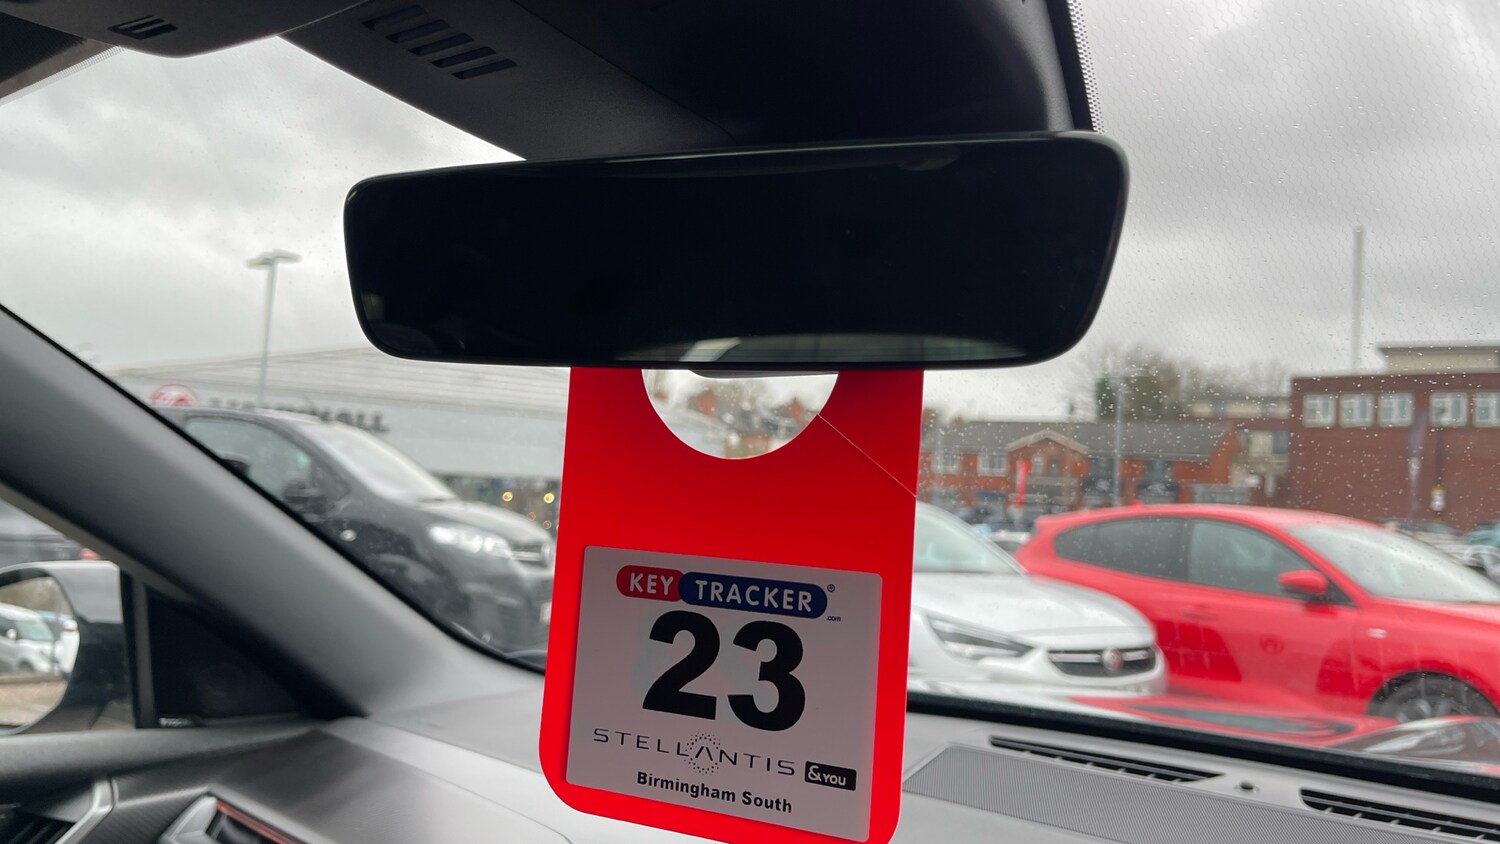 KEY TRACKER®
.com
23
STELLANTIS &YOU
Birmingham South